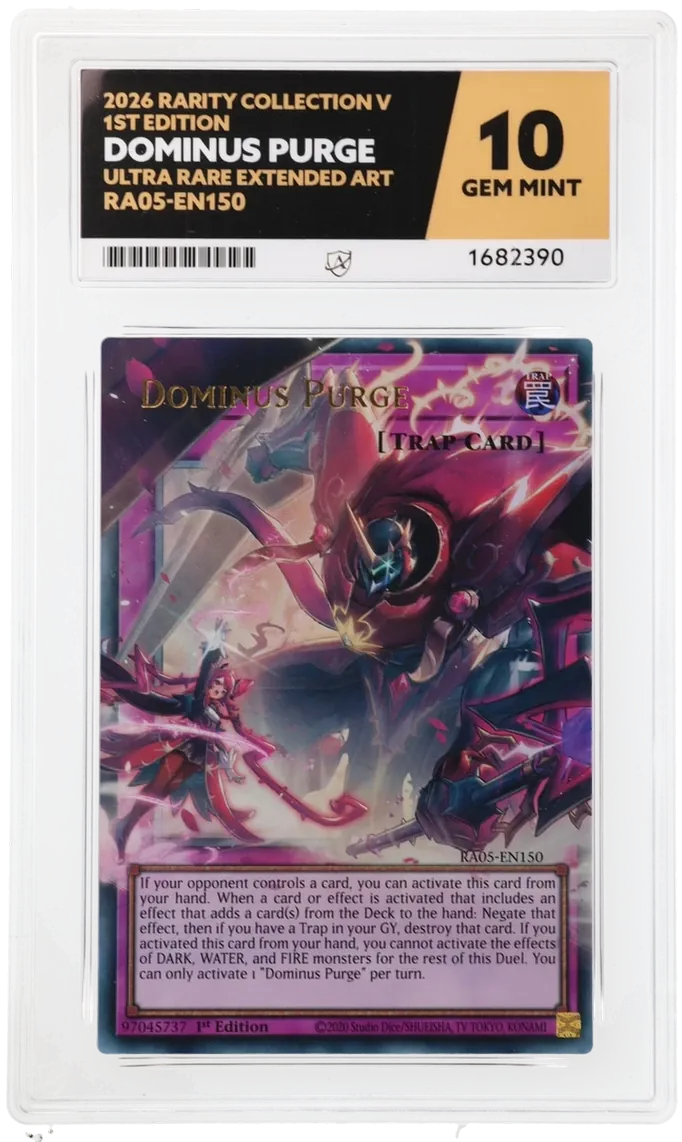 2026 RARITY COLLECTION V
1ST EDITION
DOMINUS PURGE
ULTRA RARE EXTENDED ART
RA05-EN150
10
GEM MINT
1682390
DOMINUS PURGE
TRAP
罠
[TRAP CARD]
RA05-EN150
If your opponent controls a card, you can activate this card from
your hand. When a card or effect is activated that includes an
effect that adds a card(s) from the Deck to the hand: Negate that
effect, then if you have a Trap in your GY, destroy that card. If you
activated this card from your hand, you cannot activate the effects
of DARK, WATER, and FIRE monsters for the rest of this Duel. You
can only activate 1 "Dominus Purge" per turn.
97045737 1st Edition ©2020 Studio Dice/SHUEISHA, TV TOKYO, KONAMI